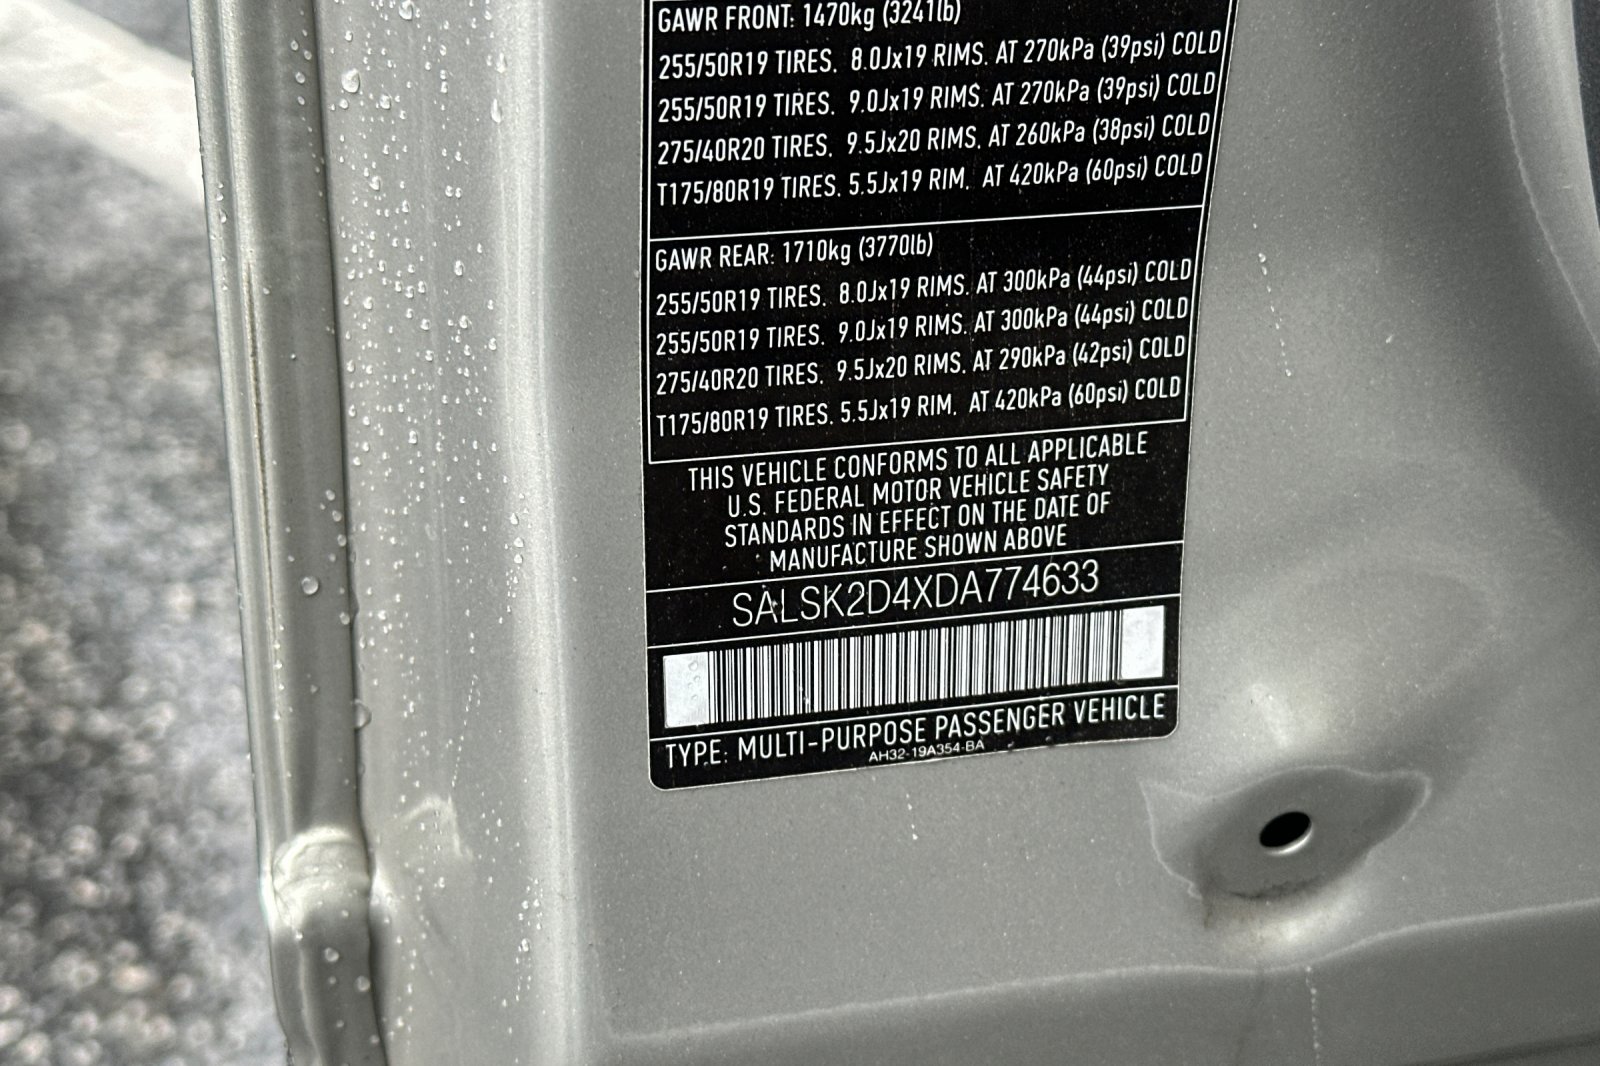 GAWR FRONT: 1470kg (3241lb)
255/50R19 TIRES. 8.0Jx19 RIMS. AT 270kPa (39psi) COLD
255/50R19 TIRES. 9.0Jx19 RIMS. AT 270kPa (39psi) COLD
275/40R20 TIRES. 9.5Jx20 RIMS. AT 260kPa (38psi) COLD
T175/80R19 TIRES. 5.5Jx19 RIM. AT 420kPa (60psi) COLD
GAWR REAR: 1710kg (3770lb)
255/50R19 TIRES. 8.0Jx19 RIMS. AT 300kPa (44psi) COLD
255/50R19 TIRES. 9.0Jx19 RIMS. AT 300kPa (44psi) COLD
275/40R20 TIRES. 9.5Jx20 RIMS. AT 290kPa (42psi) COLD
T175/80R19 TIRES. 5.5Jx19 RIM. AT 420kPa (60psi) COLD
THIS VEHICLE CONFORMS TO ALL APPLICABLE
U.S. FEDERAL MOTOR VEHICLE SAFETY
STANDARDS IN EFFECT ON THE DATE OF
MANUFACTURE SHOWN ABOVE
SALSK2D4XDA774633
TYPE: MULTI-PURPOSE PASSENGER VEHICLE
AH32-19A354-BA